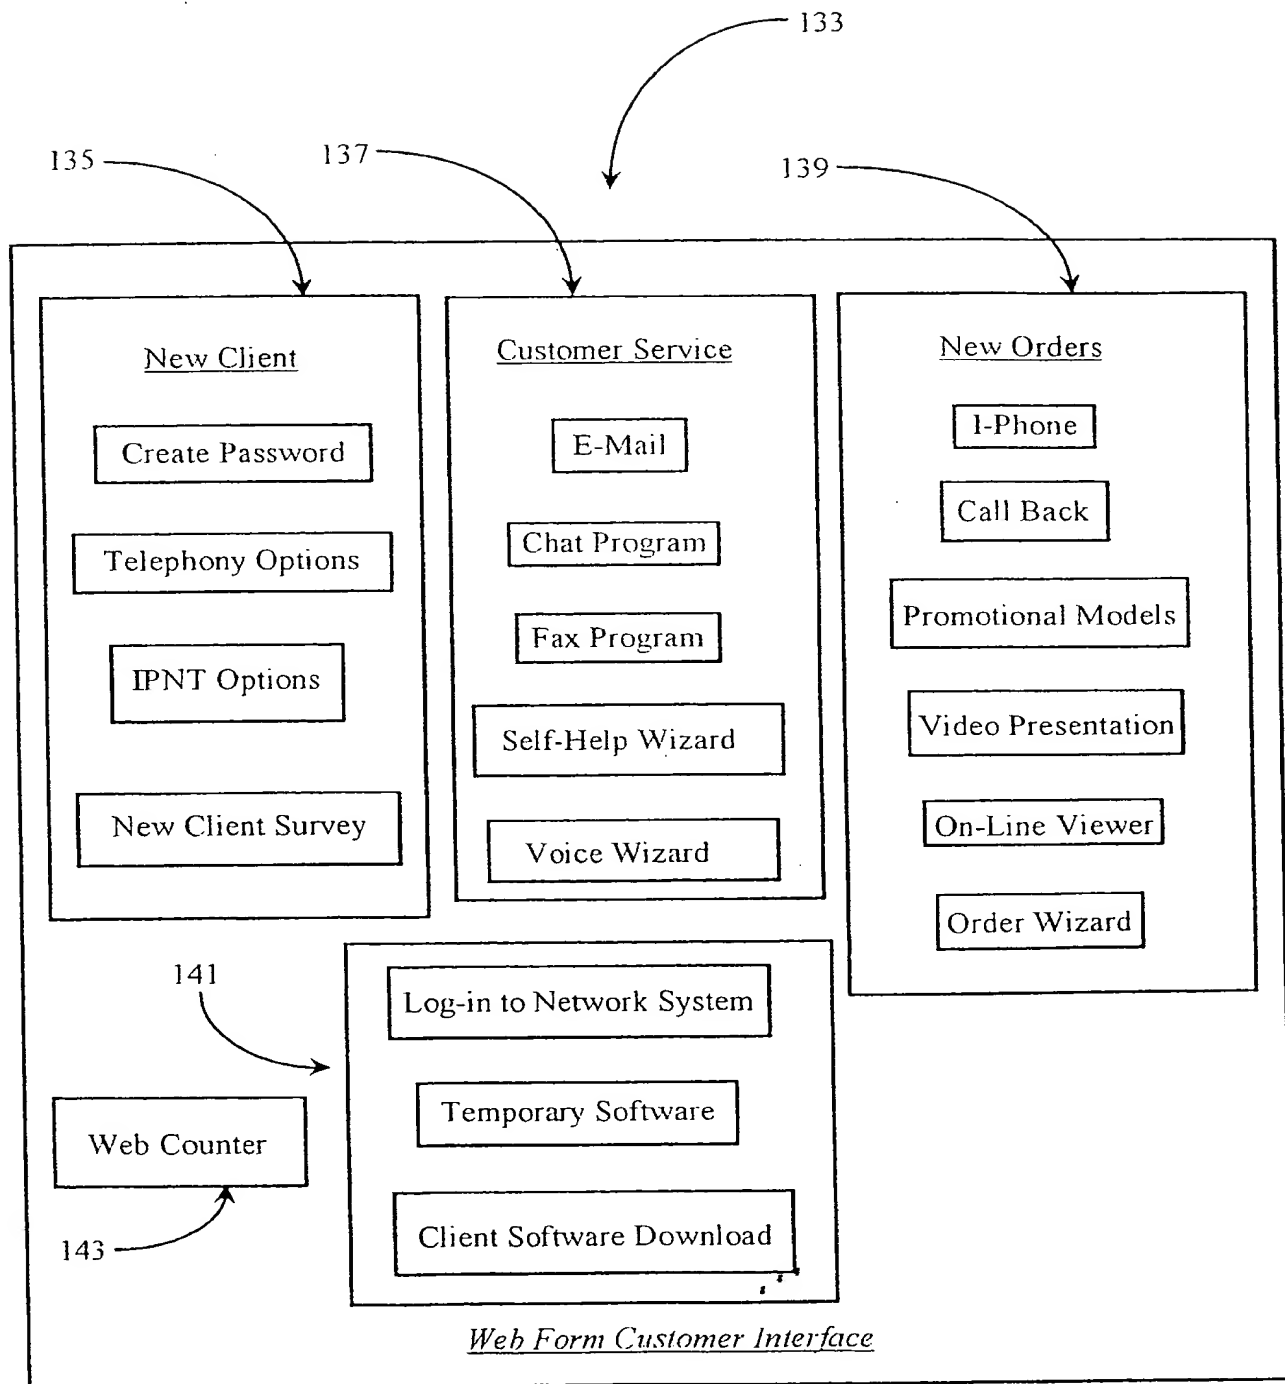 133
135
137
139
New Client
Create Password
Telephony Options
IPNT Options
New Client Survey
Customer Service
E-Mail
Chat Program
Fax Program
Self-Help Wizard
Voice Wizard
New Orders
I-Phone
Call Back
Promotional Models
Video Presentation
On-Line Viewer
Order Wizard
141
Log-in to Network System
Temporary Software
Client Software Download
Web Counter
143
Web Form Customer Interface